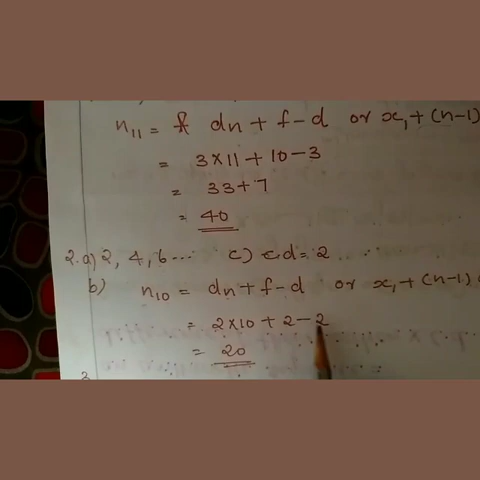 n₁₁ = dn + f-d or x₁ + (n-1)
= 3×11 + 10-3
= 33+7
= 40
2.a) 2, 4, 6... c) d= 2
b) n₁₀ = dn + f-d or x₁ + (n-1)
= 2×10 + 2-2
= 20
3